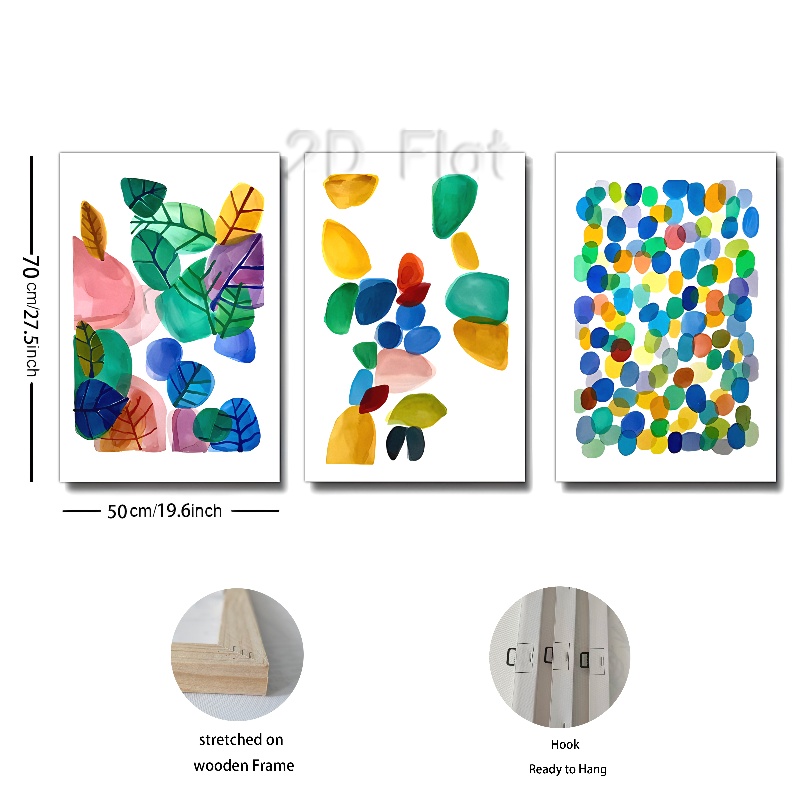 2D Flat
70 cm/27.5inch
50 cm/19.6inch
stretched on
wooden Frame
Hook
Ready to Hang